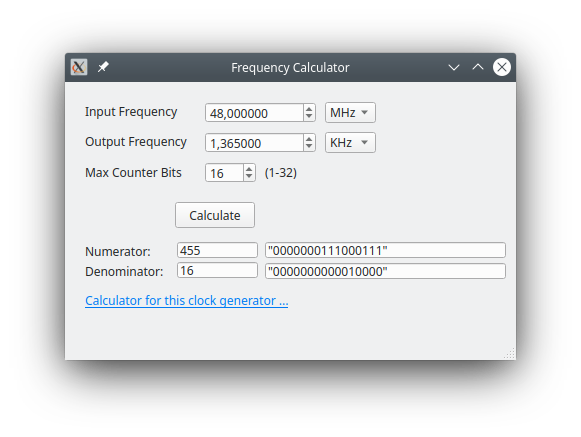 Frequency Calculator
Input Frequency 48,000000 MHz
Output Frequency 1,365000 KHz
Max Counter Bits 16 (1-32)
Calculate
Numerator: 455 "0000000111000111"
Denominator: 16 "0000000000010000"
Calculator for this clock generator ...